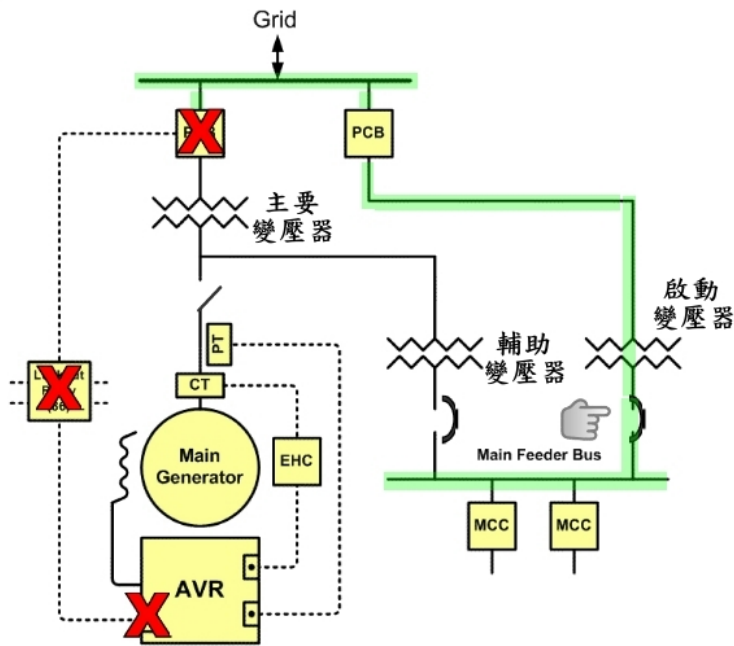 Grid
PCB
主要
變壓器
啟動
變壓器
輔助
變壓器
PT
CT
Main
Generator
EHC
Main Feeder Bus
MCC
MCC
AVR